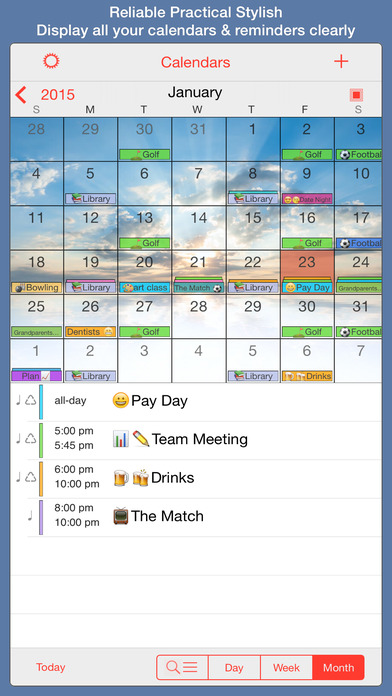 Reliable Practical Stylish
Display all your calendars & reminders clearly
Calendars
2015 January
S M T W T F S
28 29 30 31 1 2 3
Golf Golf Footbal
4 5 6 7 8 9 10
Library Library Date Night
11 12 13 14 15 16 17
Golf Golf Footbal
18 19 20 21 22 23 24
Bowling Library art class The Match Library Pay Day Grandparents...
25 26 27 28 29 30 31
Grandparents... Dentists Golf Golf Footbal
1 2 3 4 5 6 7
Plan Library Library Drinks
all-day Pay Day
5:00 pm
5:45 pm Team Meeting
6:00 pm
10:00 pm Drinks
8:00 pm
10:00 pm The Match
Today Day Week Month